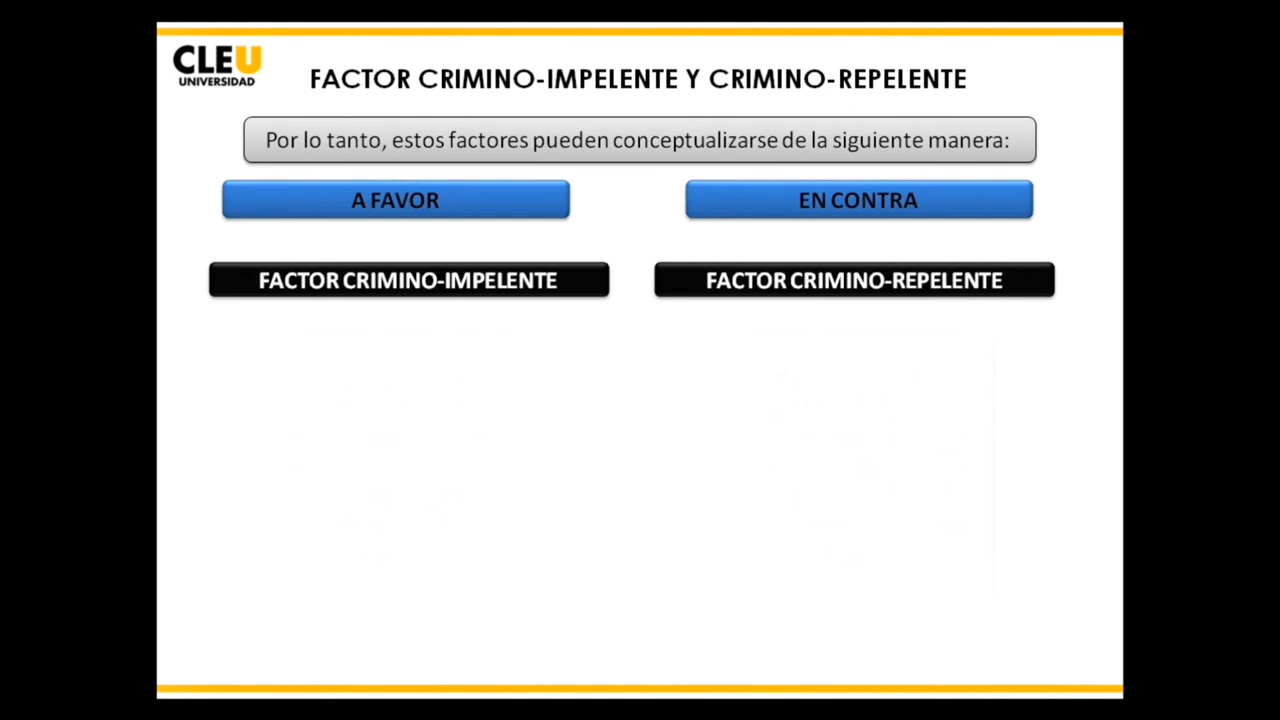 CLEU
UNIVERSIDAD
FACTOR CRIMINO-IMPELENTE Y CRIMINO-REPELENTE
Por lo tanto, estos factores pueden conceptualizarse de la siguiente manera:
A FAVOR
EN CONTRA
FACTOR CRIMINO-IMPELENTE
FACTOR CRIMINO-REPELENTE